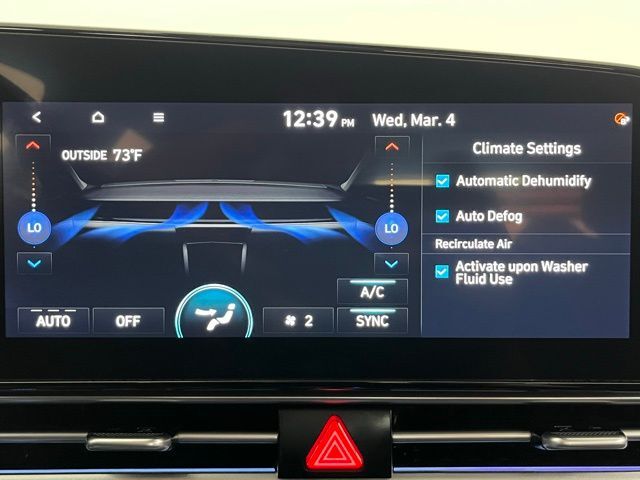 12:39 PM Wed, Mar. 4
OUTSIDE 73°F
LO
LO
AUTO
OFF
2
A/C
SYNC
Climate Settings
Automatic Dehumidify
Auto Defog
Recirculate Air
Activate upon Washer
Fluid Use